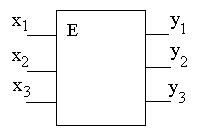 x₁ E y₁
x₂ y₂
x₃ y₃